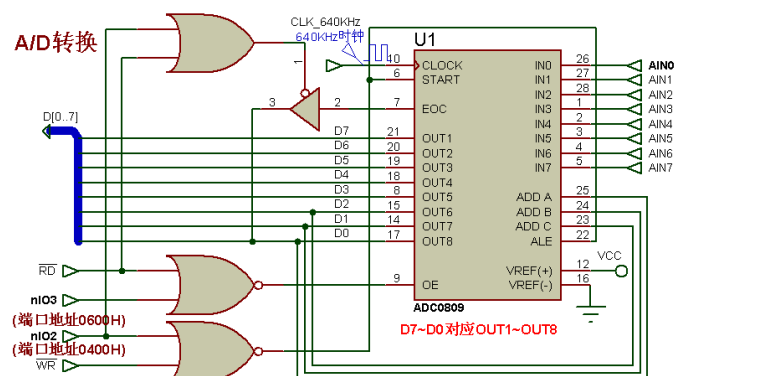 CLK_640KHz
640KHz时钟
U1
A/D转换
10 CLOCK IN0 26 AIN0
6 START IN1 27 AIN1
IN2 28 AIN2
1
D[0..7]
3 2 7 EOC IN3 1 AIN3
IN4 2 AIN4
D7 21 OUT1 IN5 3 AIN5
D6 20 OUT2 IN6 4 AIN6
D5 19 OUT3 IN7 5 AIN7
D4 18 OUT4
D3 8 OUT5 ADD A 25
D2 15 OUT6 ADD B 24
D1 14 OUT7 ADD C 23
D0 17 OUT8 ALE 22
VCC
RD VREF(+) 12
9 OE VREF(-) 16
nIO3
(端口地址0600H)
ADC0809
nIO2
D7~D0对应OUT1~OUT8
(端口地址0400H)
WR